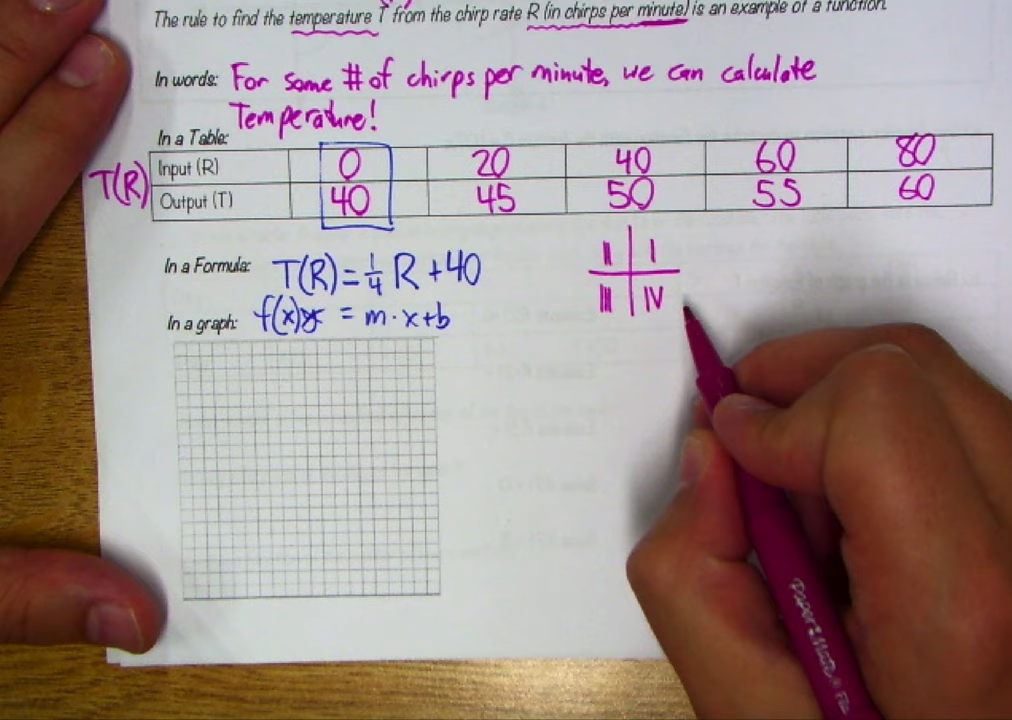 The rule to find the temperature T from the chirp rate R (in chirps per minute) is an example of a function.
In words: For some # of chirps per minute, we can calculate
Temperature!
In a Table:
T(R)
Input (R) 0 20 40 60 80
Output (T) 40 45 50 55 60
In a Formula: T(R) = 1/4 R + 40
In a graph: f(x) = m · x + b
II I
III IV
Paper Mate